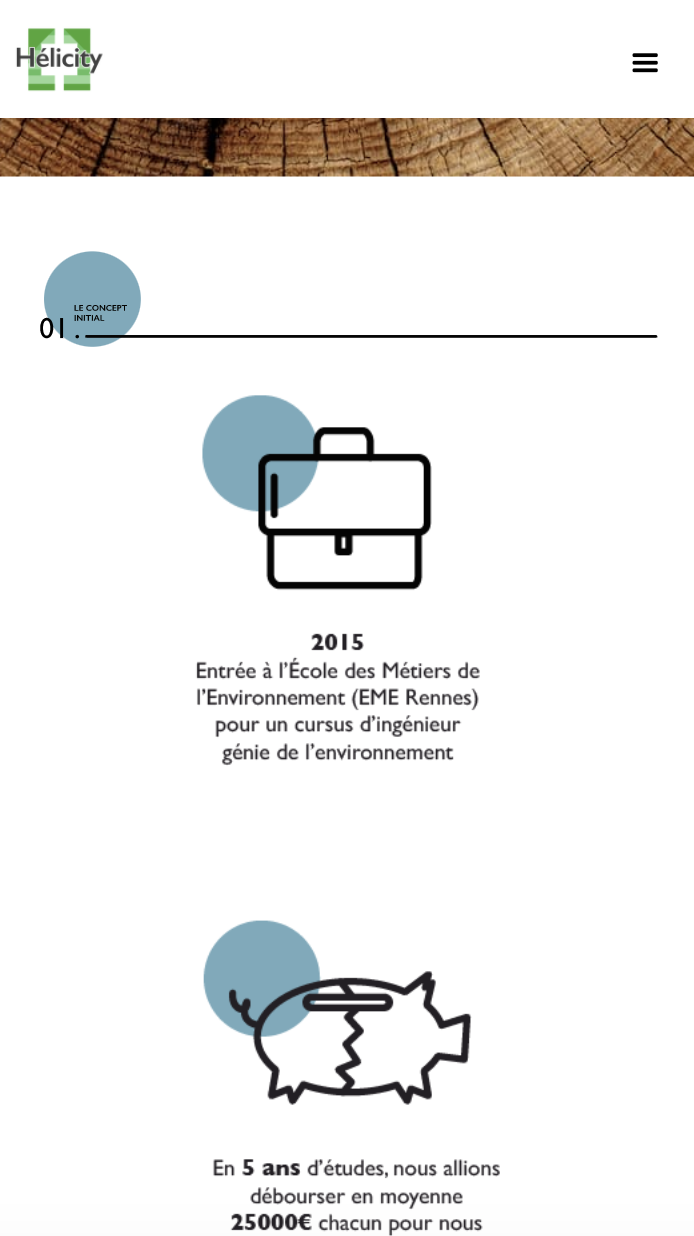 Hélicity
LE CONCEPT
INITIAL
01.
2015
Entrée à l'École des Métiers de
l'Environnement (EME Rennes)
pour un cursus d'ingénieur
génie de l'environnement
En 5 ans d'études, nous allions
débourser en moyenne
25000€ chacun pour nous